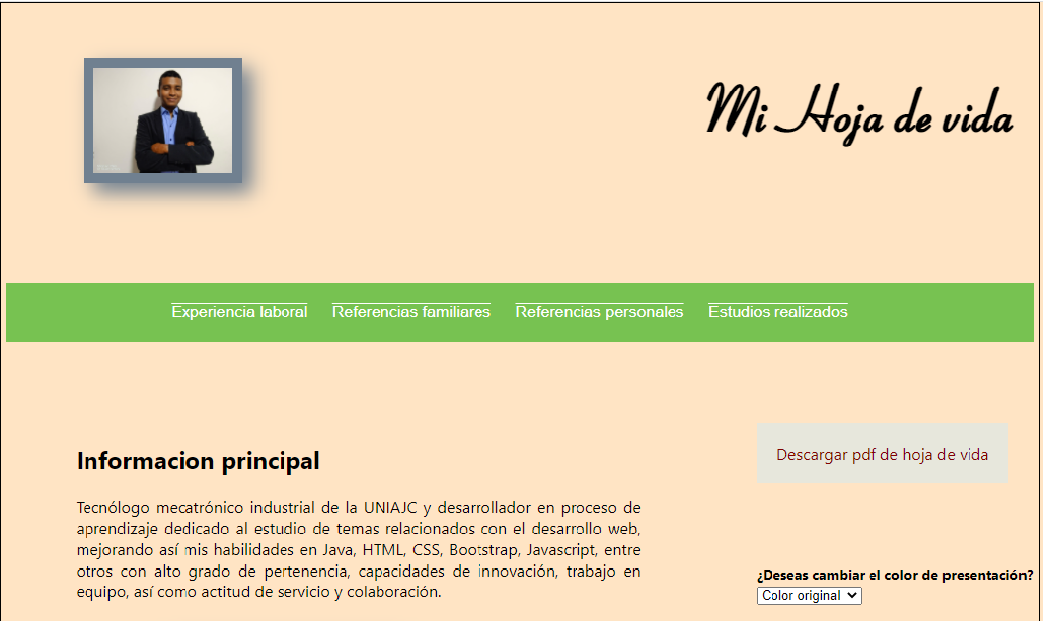 Mi Hoja de vida
Experiencia laboral Referencias familiares Referencias personales Estudios realizados
Informacion principal
Tecnólogo mecatrónico industrial de la UNIAJC y desarrollador en proceso de
aprendizaje dedicado al estudio de temas relacionados con el desarrollo web,
mejorando así mis habilidades en Java, HTML, CSS, Bootstrap, Javascript, entre
otros con alto grado de pertenencia, capacidades de innovación, trabajo en
equipo, así como actitud de servicio y colaboración.
Descargar pdf de hoja de vida
¿Deseas cambiar el color de presentación?
Color original